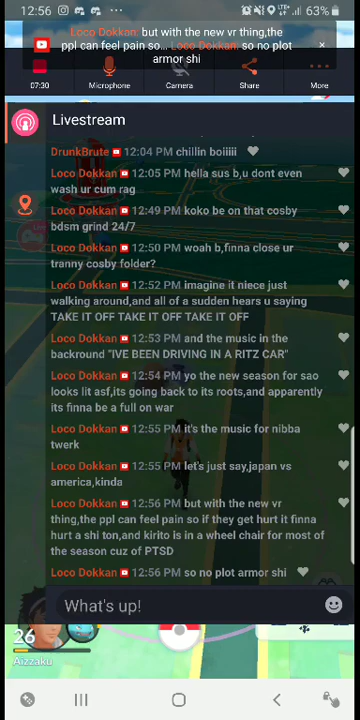 12:56 63%
Loco Dokkan: but with the new vr thing,the
ppl can feel pain so... Loco Dokkan: so no plot
armor shi
07:30 Microphone Camera Share More
Livestream
DrunkBrute 12:04 PM chillin boiiiii
Loco Dokkan 12:05 PM hella sus b,u dont even
wash ur cum rag
Loco Dokkan 12:49 PM koko be on that cosby
bdsm grind 24/7
Loco Dokkan 12:50 PM woah b,finna close ur
tranny cosby folder?
Loco Dokkan 12:52 PM imagine it niece just
walking around,and all of a sudden hears u saying
TAKE IT OFF TAKE IT OFF TAKE IT OFF
Loco Dokkan 12:53 PM and the music in the
backround "IVE BEEN DRIVING IN A RITZ CAR"
Loco Dokkan 12:54 PM yo the new season for sao
looks lit asf,its going back to its roots,and apparently
its finna be a full on war
Loco Dokkan 12:55 PM it's the music for nibba
twerk
Loco Dokkan 12:55 PM let's just say,japan vs
america,kinda
Loco Dokkan 12:56 PM but with the new vr
thing,the ppl can feel pain so if they get hurt it finna
hurt a shi ton,and kirito is in a wheel chair for most of
the season cuz of PTSD
Loco Dokkan 12:56 PM so no plot armor shi
What's up!
26
Aizzaku